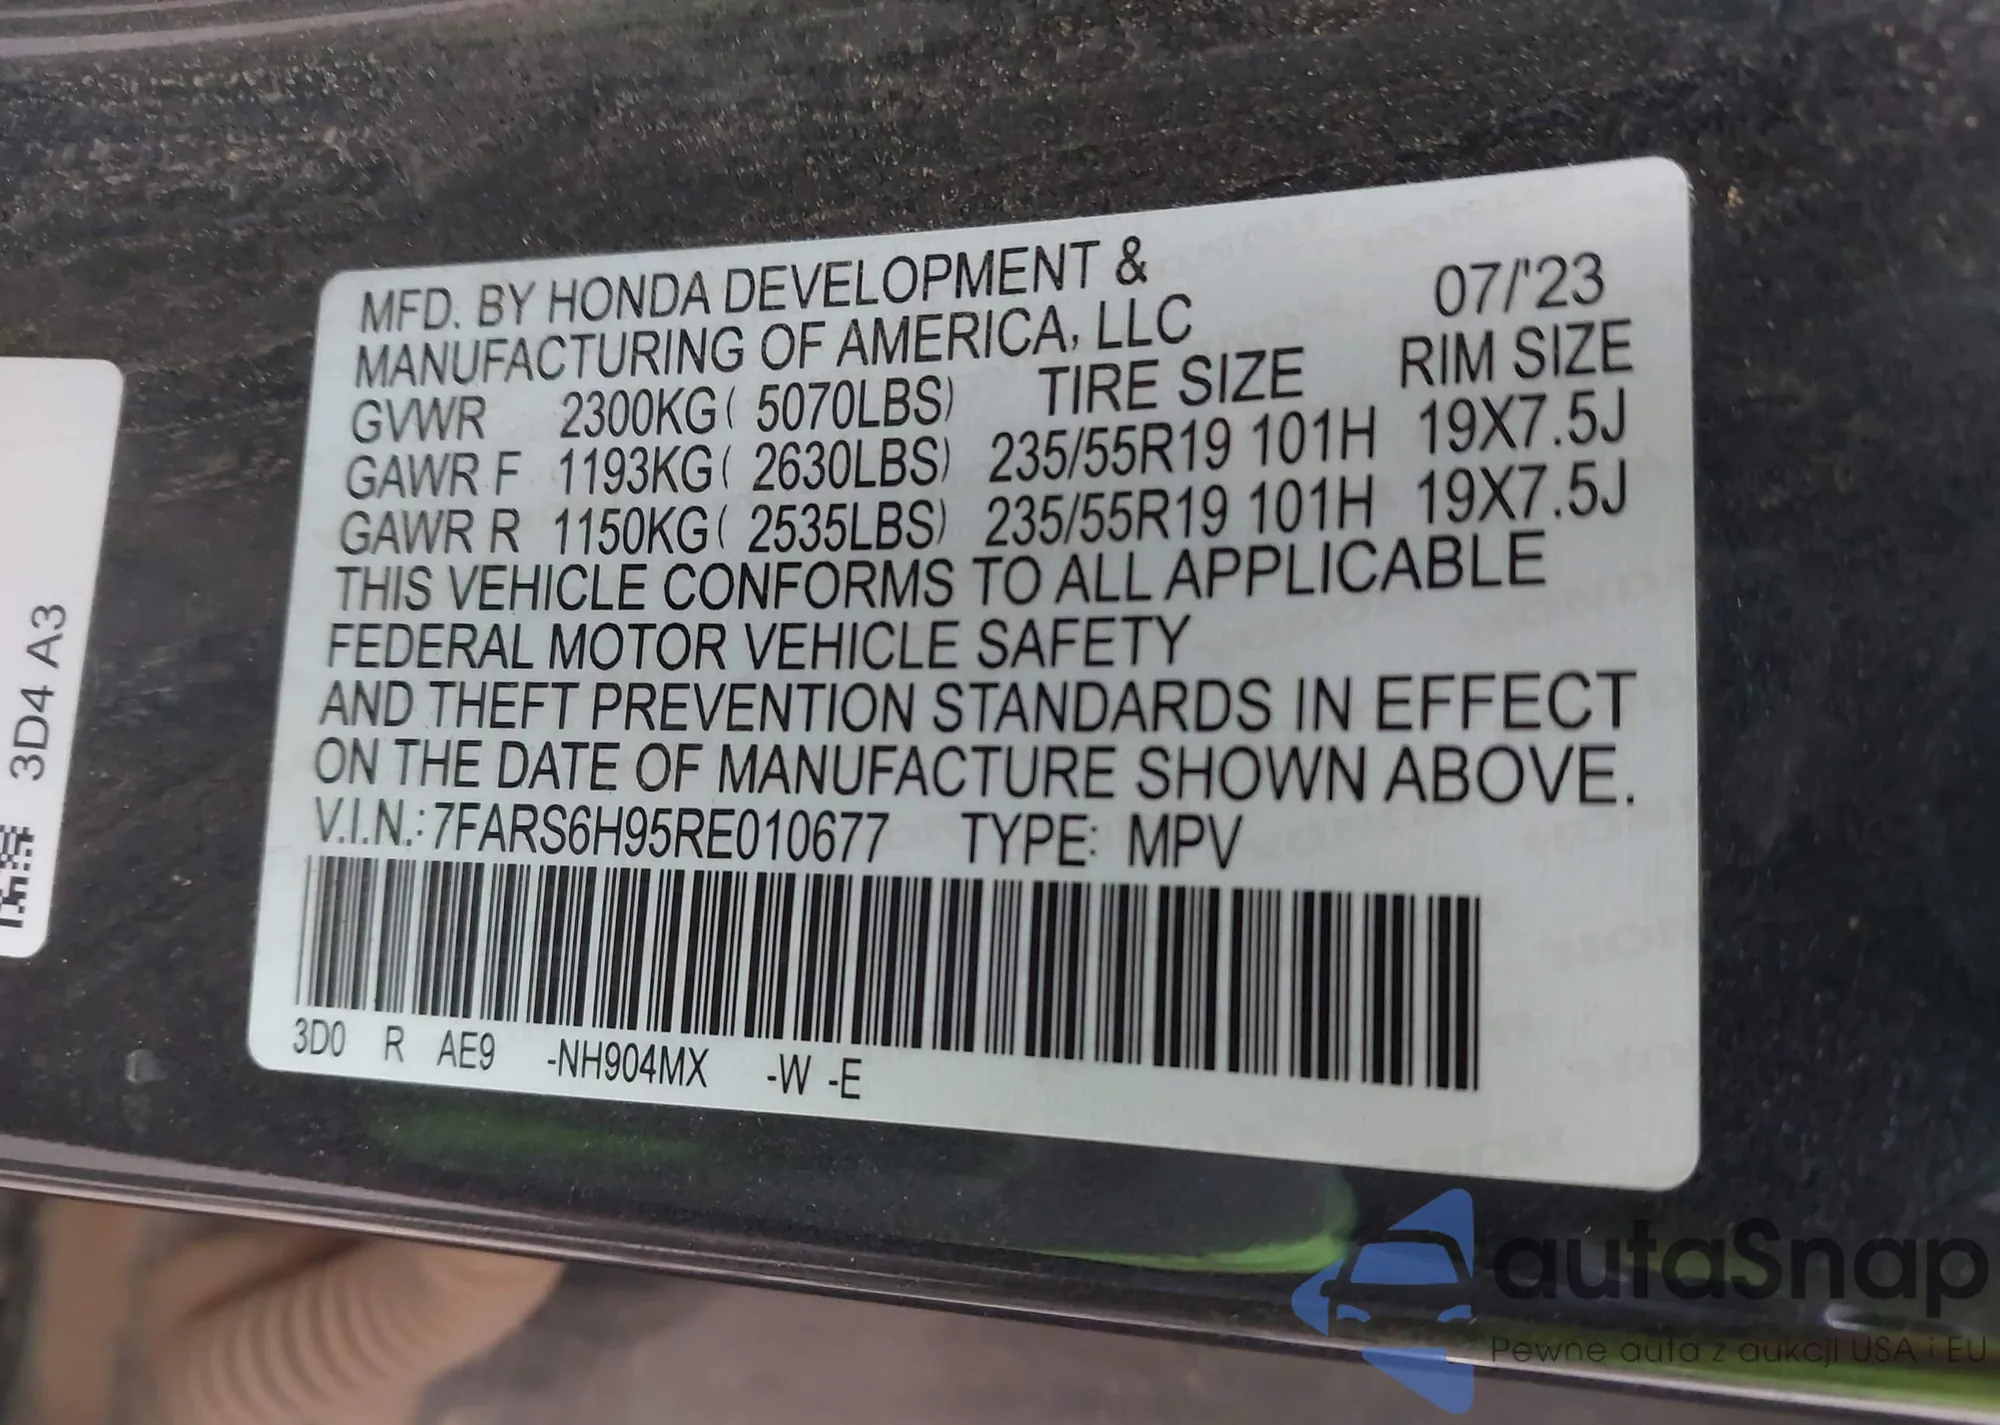 MFD. BY HONDA DEVELOPMENT & 07/'23
MANUFACTURING OF AMERICA, LLC
TIRE SIZE RIM SIZE
GVWR 2300KG( 5070LBS)
GAWR F 1193KG( 2630LBS) 235/55R19 101H 19X7.5J
GAWR R 1150KG( 2535LBS) 235/55R19 101H 19X7.5J
THIS VEHICLE CONFORMS TO ALL APPLICABLE
FEDERAL MOTOR VEHICLE SAFETY
AND THEFT PREVENTION STANDARDS IN EFFECT
ON THE DATE OF MANUFACTURE SHOWN ABOVE.
V.I.N.: 7FARS6H95RE010677 TYPE: MPV
3D0 R AE9 -NH904MX -W -E
3D4 A3
autaSnap
Pewne auta z aukcji USA i EU